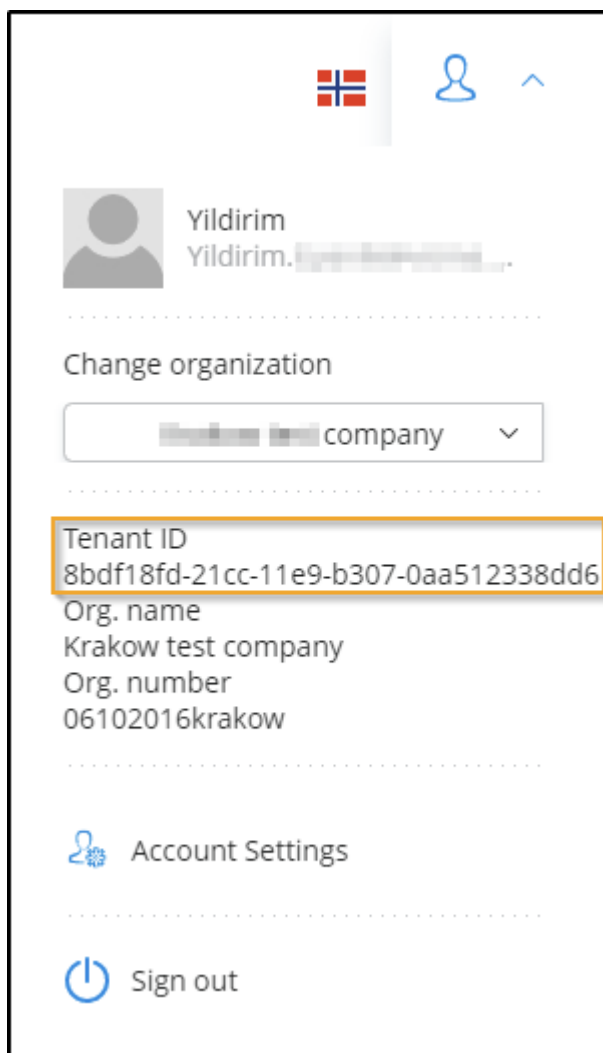 Yildirim
Yildirim.
Change organization
company
Tenant ID
8bdf18fd-21cc-11e9-b307-0aa512338dd6
Org. name
Krakow test company
Org. number
06102016krakow
Account Settings
Sign out